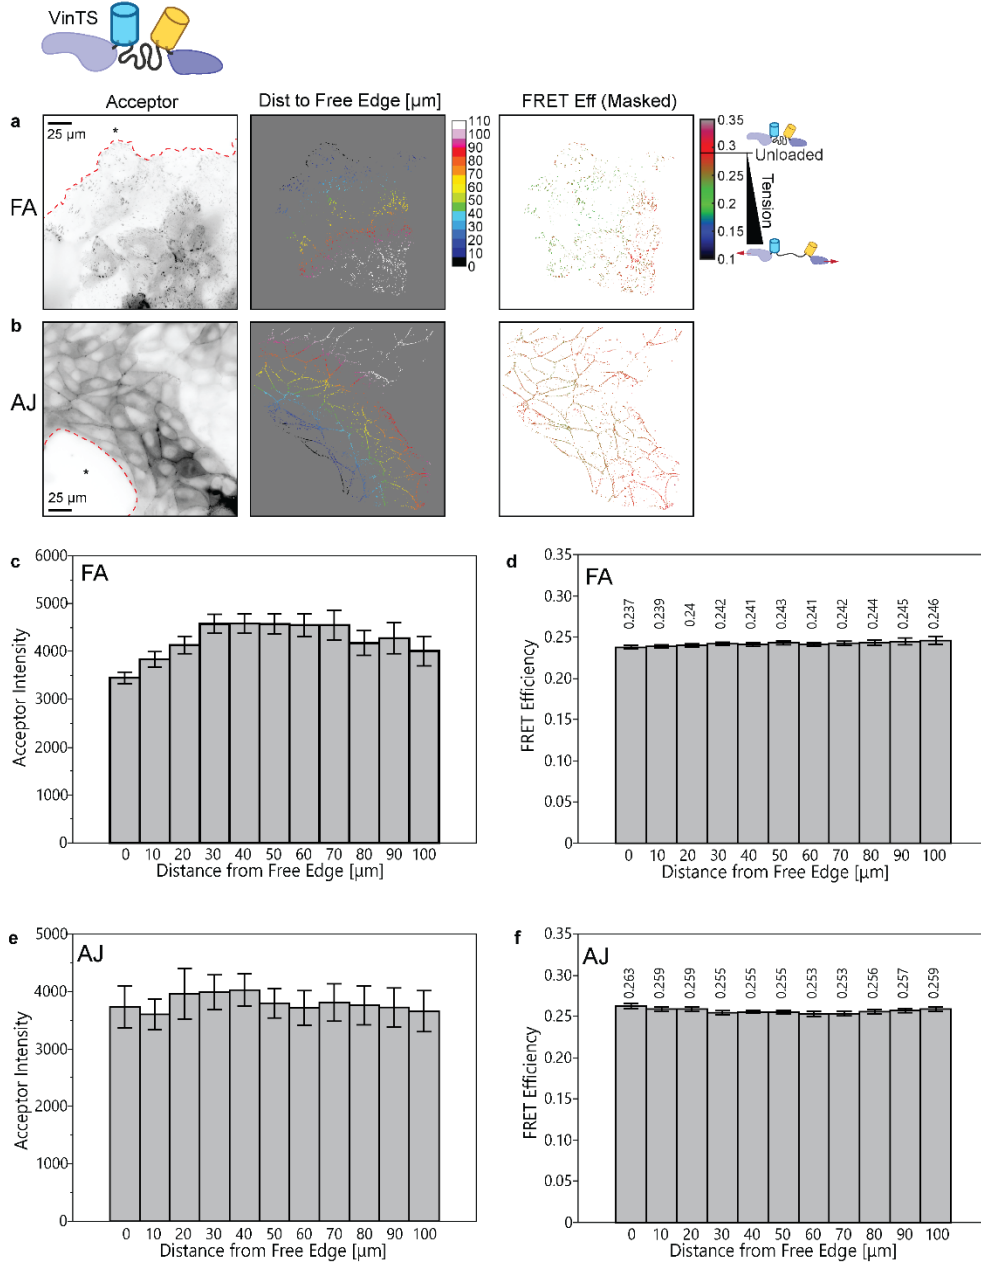 VinTS
Acceptor
Dist to Free Edge [µm]
FRET Eff (Masked)
a
25 µm
*
FA
110
100
90
80
70
60
50
40
30
20
10
0
0.35
0.3
0.25
0.2
0.15
0.1
Unloaded
Tension
b
AJ
*
25 µm
c
FA
6000
5000
4000
3000
2000
1000
0
Acceptor Intensity
0 10 20 30 40 50 60 70 80 90 100
Distance from Free Edge [µm]
d
FA
0.35
0.30
0.25
0.20
0.15
0.10
0.05
0
FRET Efficiency
0.237 0.239 0.24 0.242 0.241 0.243 0.241 0.242 0.244 0.245 0.246
0 10 20 30 40 50 60 70 80 90 100
Distance from Free Edge [µm]
e
AJ
5000
4000
3000
2000
1000
0
Acceptor Intensity
0 10 20 30 40 50 60 70 80 90 100
Distance from Free Edge [µm]
f
AJ
0.35
0.30
0.25
0.20
0.15
0.10
0.05
0
FRET Efficiency
0.263 0.259 0.259 0.255 0.255 0.255 0.253 0.253 0.256 0.257 0.259
0 10 20 30 40 50 60 70 80 90 100
Distance from Free Edge [µm]